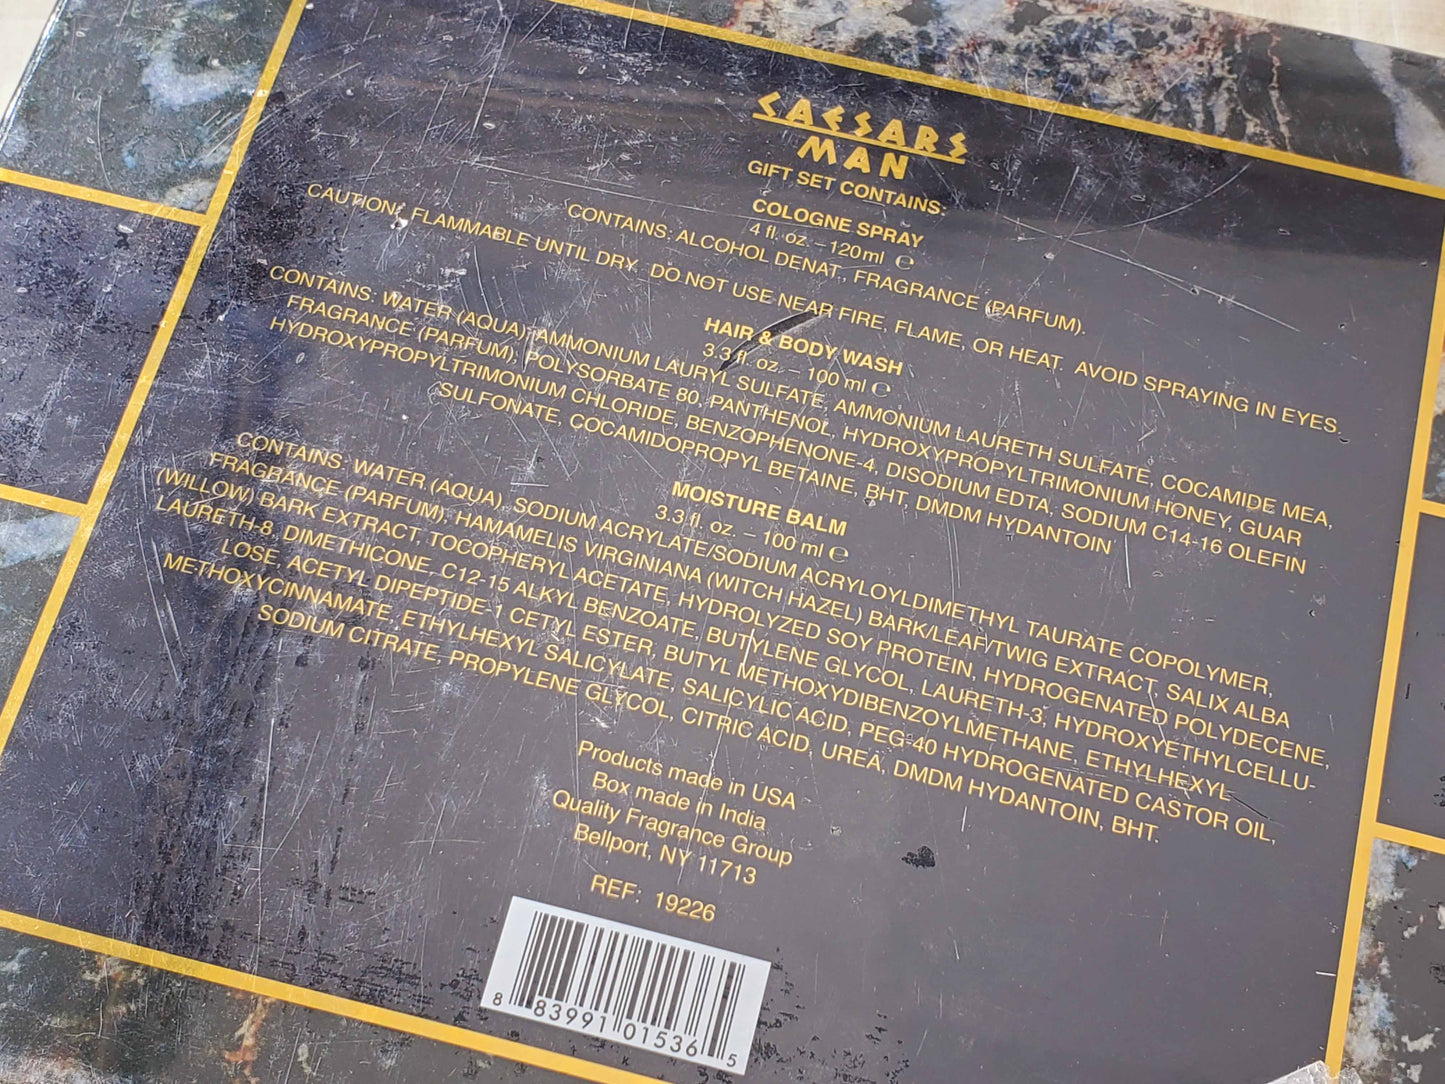 CAESARS
MAN
GIFT SET CONTAINS:
COLOGNE SPRAY
4 fl. oz. – 120ml ℮
CONTAINS: ALCOHOL DENAT., FRAGRANCE (PARFUM).
CAUTION: FLAMMABLE UNTIL DRY. DO NOT USE NEAR FIRE, FLAME, OR HEAT. AVOID SPRAYING IN EYES.
HAIR & BODY WASH
3.3 fl. oz. – 100 ml ℮
CONTAINS: WATER (AQUA), AMMONIUM LAURYL SULFATE, AMMONIUM LAURETH SULFATE, COCAMIDE MEA,
FRAGRANCE (PARFUM), POLYSORBATE 80, PANTHENOL, HYDROXYPROPYLTRIMONIUM HONEY, GUAR
HYDROXYPROPYLTRIMONIUM CHLORIDE, BENZOPHENONE-4, DISODIUM EDTA, SODIUM C14-16 OLEFIN
SULFONATE, COCAMIDOPROPYL BETAINE, BHT, DMDM HYDANTOIN
MOISTURE BALM
3.3 fl. oz. – 100 ml ℮
CONTAINS: WATER (AQUA), SODIUM ACRYLATE/SODIUM ACRYLOYLDIMETHYL TAURATE COPOLYMER,
FRAGRANCE (PARFUM), HAMAMELIS VIRGINIANA (WITCH HAZEL) BARK/LEAF/TWIG EXTRACT, SALIX ALBA
(WILLOW) BARK EXTRACT, TOCOPHERYL ACETATE, HYDROLYZED SOY PROTEIN, HYDROGENATED POLYDECENE,
LAURETH-8, DIMETHICONE, C12-15 ALKYL BENZOATE, BUTYLENE GLYCOL, LAURETH-3, HYDROXYETHYLCELLU-
LOSE, ACETYL DIPEPTIDE-1 CETYL ESTER, BUTYL METHOXYDIBENZOYLMETHANE, ETHYLHEXYL
METHOXYCINNAMATE, ETHYLHEXYL SALICYLATE, SALICYLIC ACID, PEG-40 HYDROGENATED CASTOR OIL,
SODIUM CITRATE, PROPYLENE GLYCOL, CITRIC ACID, UREA, DMDM HYDANTOIN, BHT.
Products made in USA
Box made in India
Quality Fragrance Group
Bellport, NY 11713
REF: 19226
8 83991 01536 5